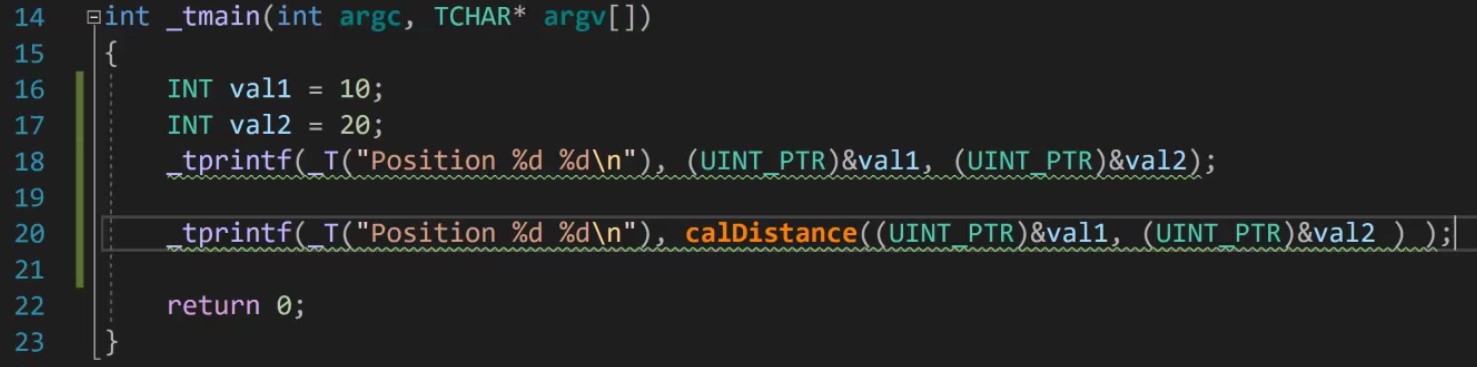 14 int _tmain(int argc, TCHAR* argv[])
15 {
16 INT val1 = 10;
17 INT val2 = 20;
18 _tprintf(_T("Position %d %d\n"), (UINT_PTR)&val1, (UINT_PTR)&val2);
19
20 _tprintf(_T("Position %d %d\n"), calDistance((UINT_PTR)&val1, (UINT_PTR)&val2 ) );
21
22 return 0;
23 }